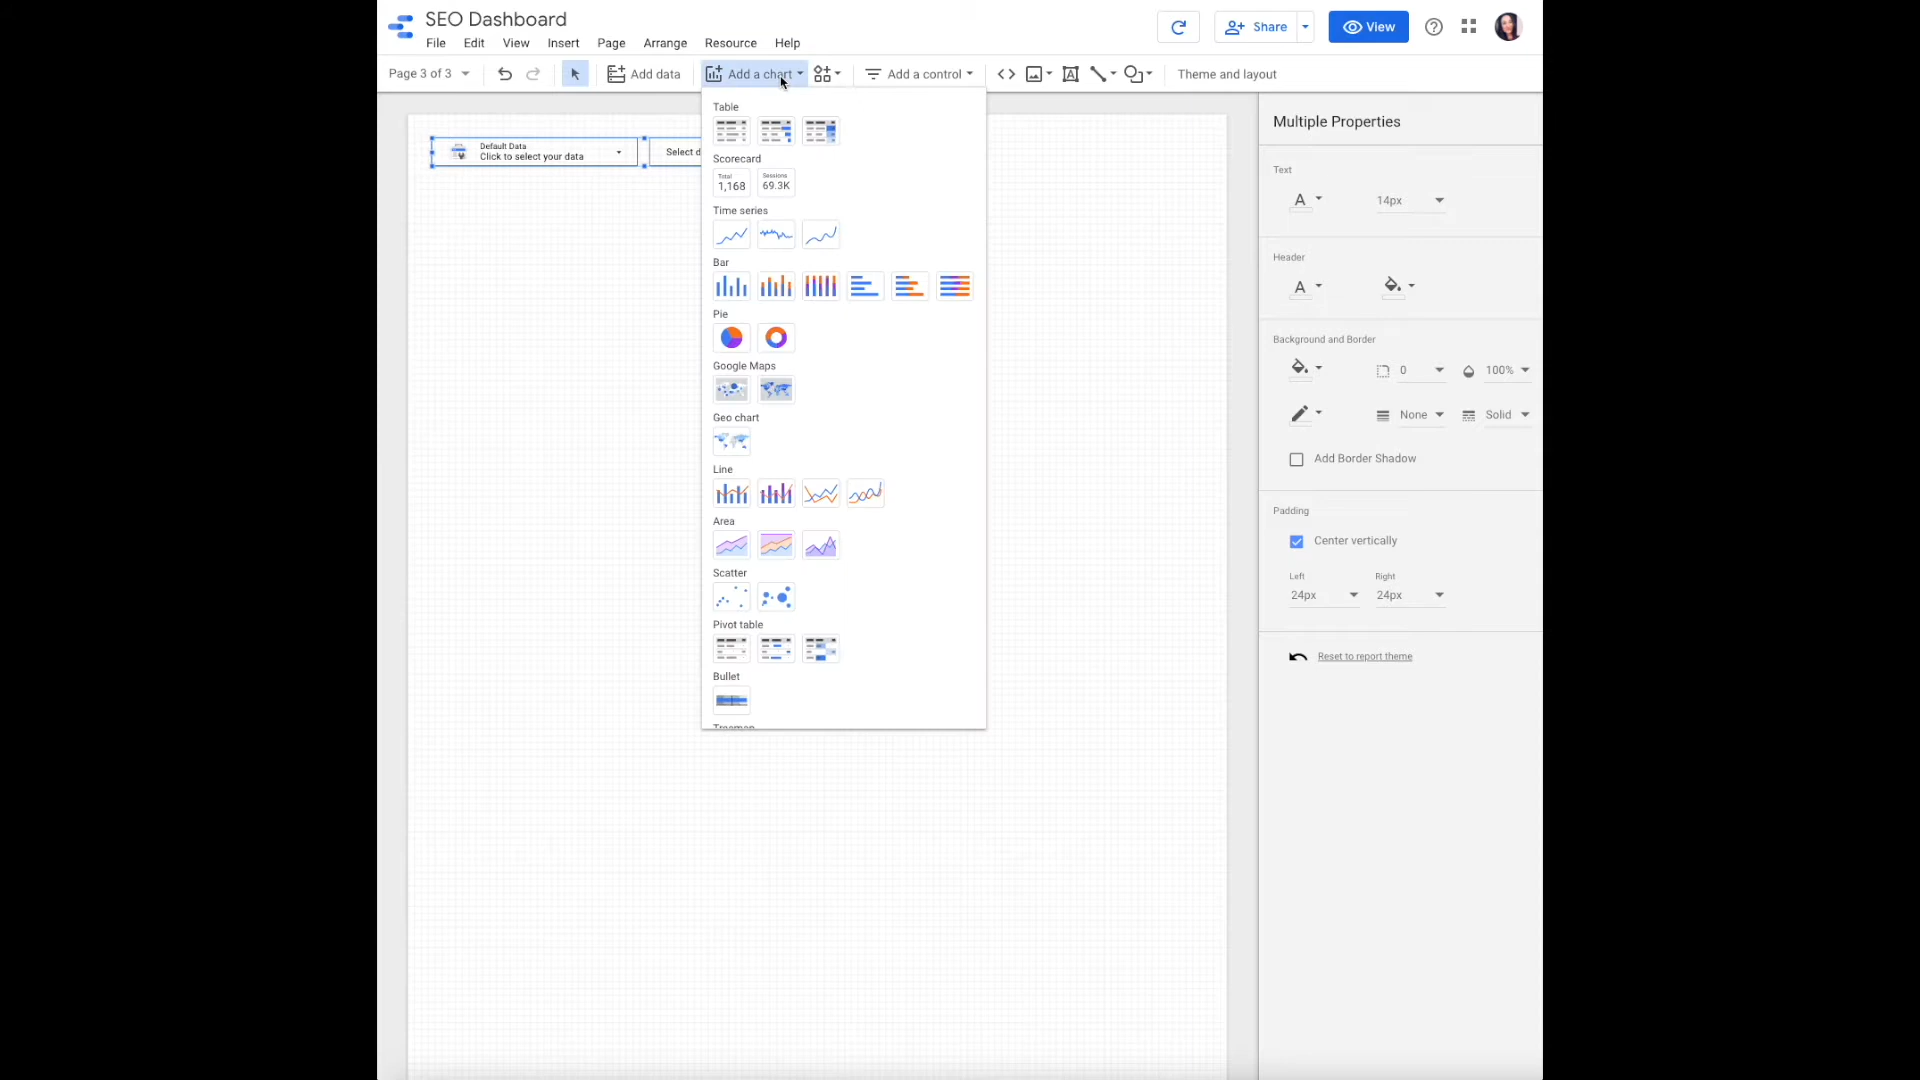 SEO Dashboard
File Edit View Insert Page Arrange Resource Help
Share
View
Page 3 of 3
Add data
Add a chart
Add a control
Theme and layout
Default Data
Click to select your data
Select d
Table
Scorecard
Total
1,168
Sessions
69.3K
Time series
Bar
Pie
Google Maps
Geo chart
Line
Area
Scatter
Pivot table
Bullet
Treemap
Multiple Properties
Text
A
14px
Header
A
Background and Border
0
100%
None
Solid
Add Border Shadow
Padding
Center vertically
Left
Right
24px
24px
Reset to report theme